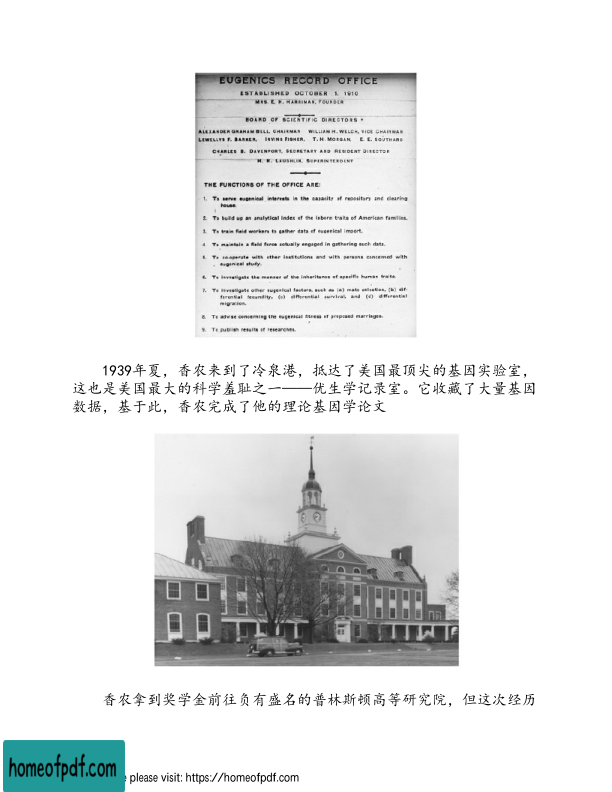 EUGENICS RECORD OFFICE
ESTABLISHED OCTOBER 1, 1910
MRS. E. H. HARRIMAN, FOUNDER
BOARD OF SCIENTIFIC DIRECTORS
ALEXANDER GRAHAM BELL, CHAIRMAN WILLIAM H. WELCH, VICE CHAIRMAN
LEWELLYS F. BARKER, IRVING FISHER, T. H. MORGAN, E. E. SOUTHARD
CHARLES B. DAVENPORT, SECRETARY AND RESIDENT DIRECTOR
H. H. LAUGHLIN, SUPERINTENDENT
THE FUNCTIONS OF THE OFFICE ARE:
1. To serve eugenical interests in the capacity of repository and clearing
house.
2. To build up an analytical index of the inborn traits of American families.
3. To train field workers to gather data of eugenical import.
4 To maintain a field force actually engaged in gathering such data.
5. To co-operate with other institutions and with persons concerned with
eugenical study.
6. To investigate the manner of the inheritance of specific human traits.
7. To investigate other eugenical factors, such as (a) mate selection, (b) dif-
ferential fecundity, (c) differential survival, and (d) differential
migration.
8. To advise concerning the eugenical fitness of proposed marriages.
9. To publish results of researches.
1939年夏，香农来到了冷泉港，抵达了美国最顶尖的基因实验室，
这也是美国最大的科学羞耻之一——优生学记录室。它收藏了大量基因
数据，基于此，香农完成了他的理论基因学论文
香农拿到奖学金前往负有盛名的普林斯顿高等研究院，但这次经历
homeofpdf.com
e please visit: https://homeofpdf.com